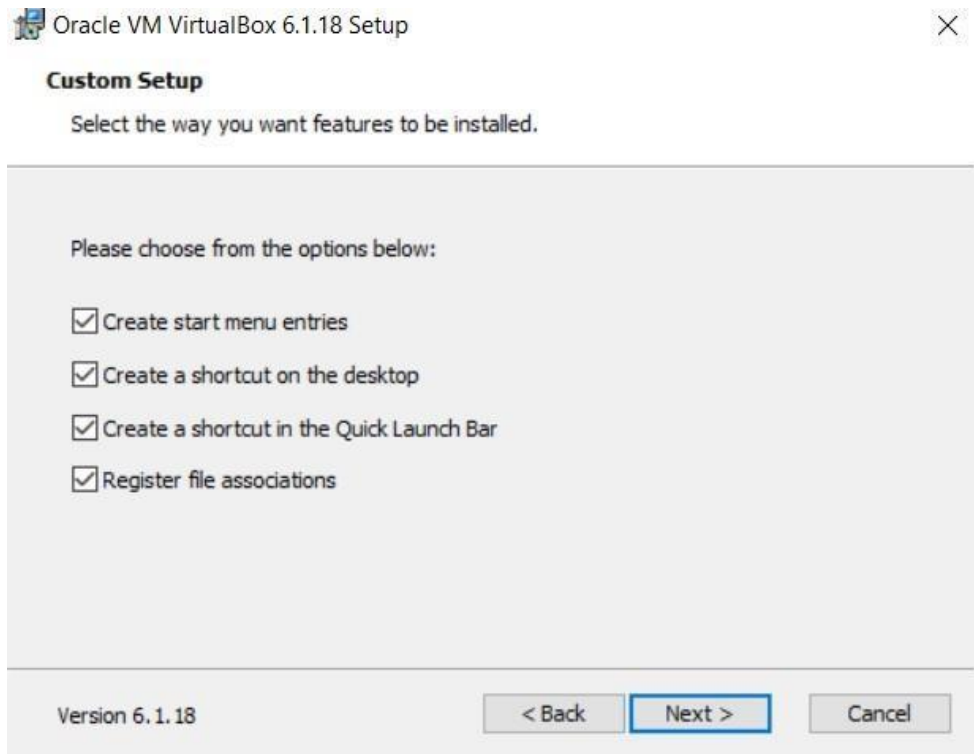 Oracle VM VirtualBox 6.1.18 Setup
Custom Setup
Select the way you want features to be installed.
Please choose from the options below:
Create start menu entries
Create a shortcut on the desktop
Create a shortcut in the Quick Launch Bar
Register file associations
Version 6.1.18
< Back
Next >
Cancel